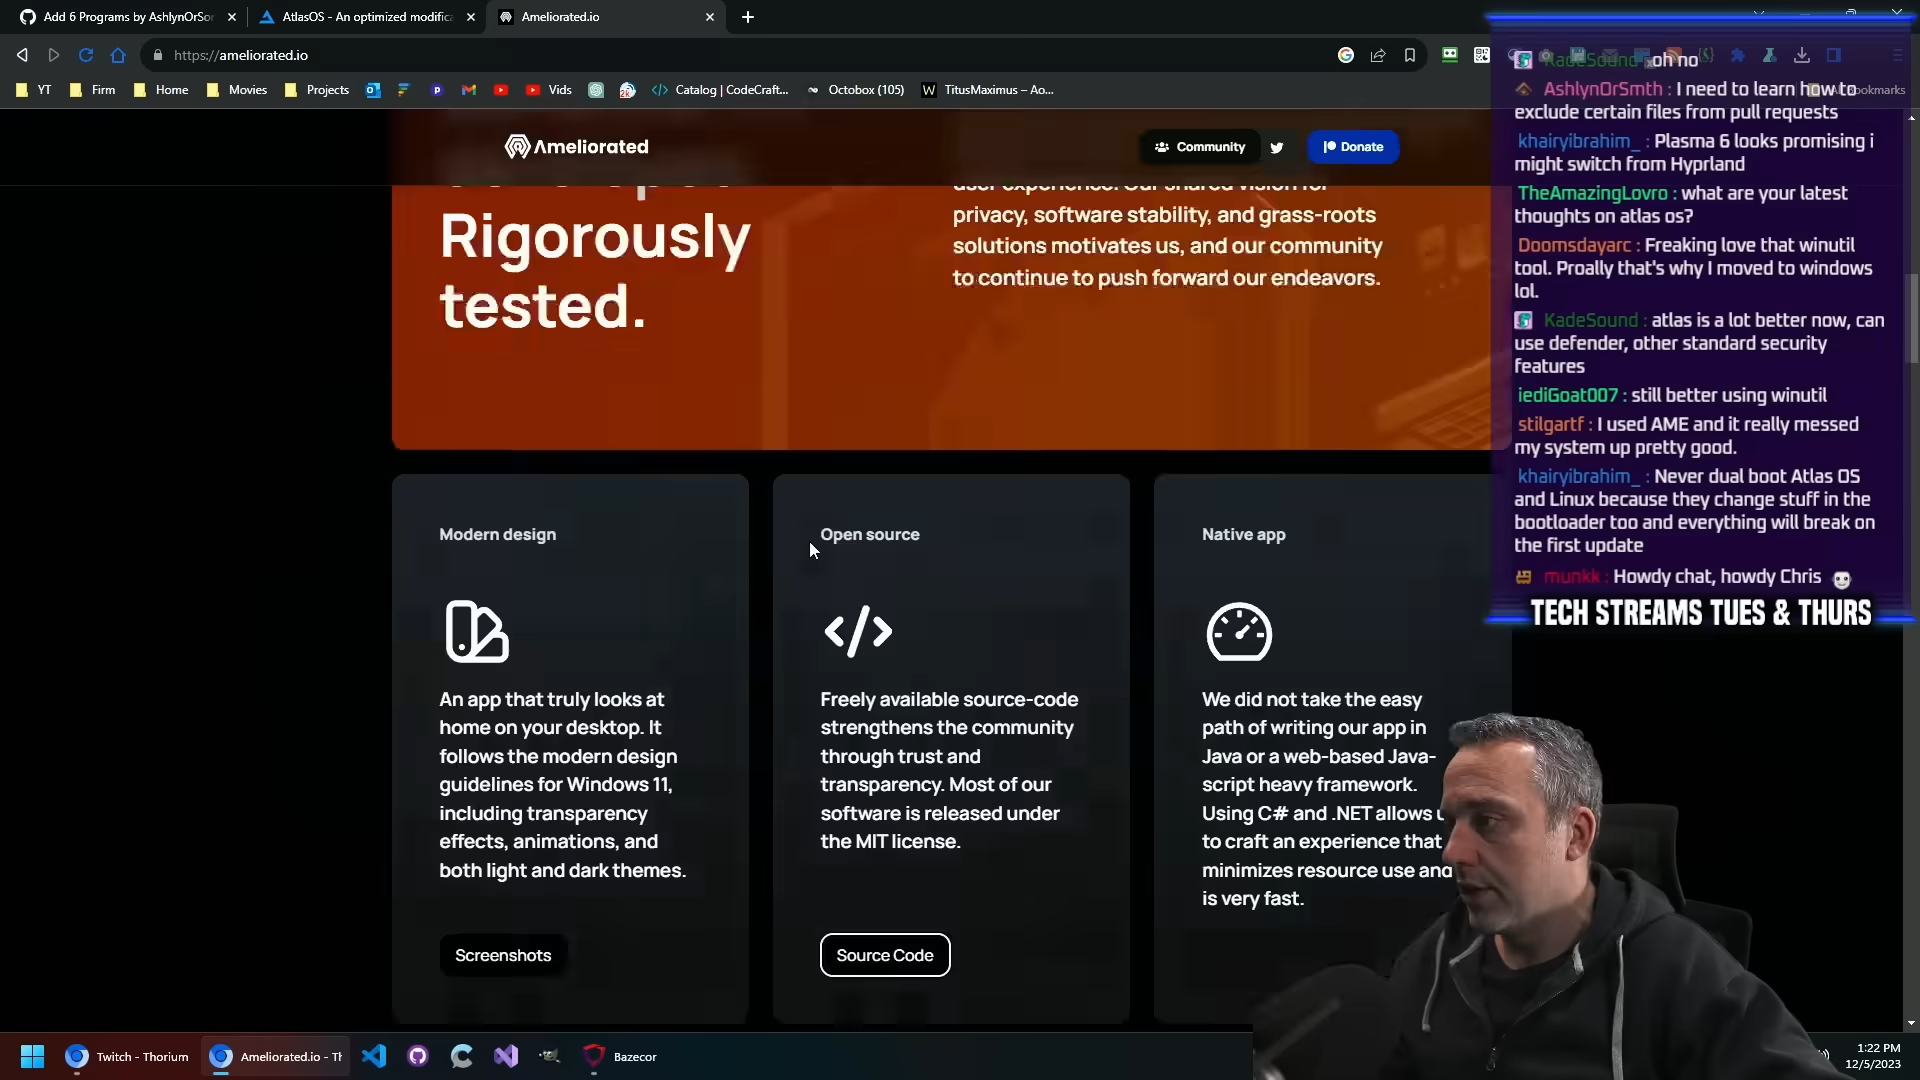 Add 6 Programs by AshlynOrSor
AtlasOS - An optimized modifica
Ameliorated.io
https://ameliorated.io
YT
Firm
Home
Movies
Projects
Vids
Catalog | CodeCraft...
Octobox (105)
TitusMaximus – Ao...
Ameliorated
Community
Donate
Rigorously
tested.
user experience. Our shared vision for
privacy, software stability, and grass-roots
solutions motivates us, and our community
to continue to push forward our endeavors.
Modern design
An app that truly looks at
home on your desktop. It
follows the modern design
guidelines for Windows 11,
including transparency
effects, animations, and
both light and dark themes.
Screenshots
Open source
Freely available source-code
strengthens the community
through trust and
transparency. Most of our
software is released under
the MIT license.
Source Code
Native app
We did not take the easy
path of writing our app in
Java or a web-based Java-
script heavy framework.
Using C# and .NET allows u
to craft an experience that
minimizes resource use and
is very fast.
KadeSound : oh no
AshlynOrSmth : I need to learn how to
exclude certain files from pull requests
khairyibrahim_ : Plasma 6 looks promising i
might switch from Hyprland
TheAmazingLovro : what are your latest
thoughts on atlas os?
Doomsdayarc : Freaking love that winutil
tool. Proally that's why I moved to windows
lol.
KadeSound : atlas is a lot better now, can
use defender, other standard security
features
iediGoat007 : still better using winutil
stilgartf : I used AME and it really messed
my system up pretty good.
khairyibrahim_ : Never dual boot Atlas OS
and Linux because they change stuff in the
bootloader too and everything will break on
the first update
munkk : Howdy chat, howdy Chris
TECH STREAMS TUES & THURS
Twitch - Thorium
Ameliorated.io - Th
Bazecor
1:22 PM
12/5/2023